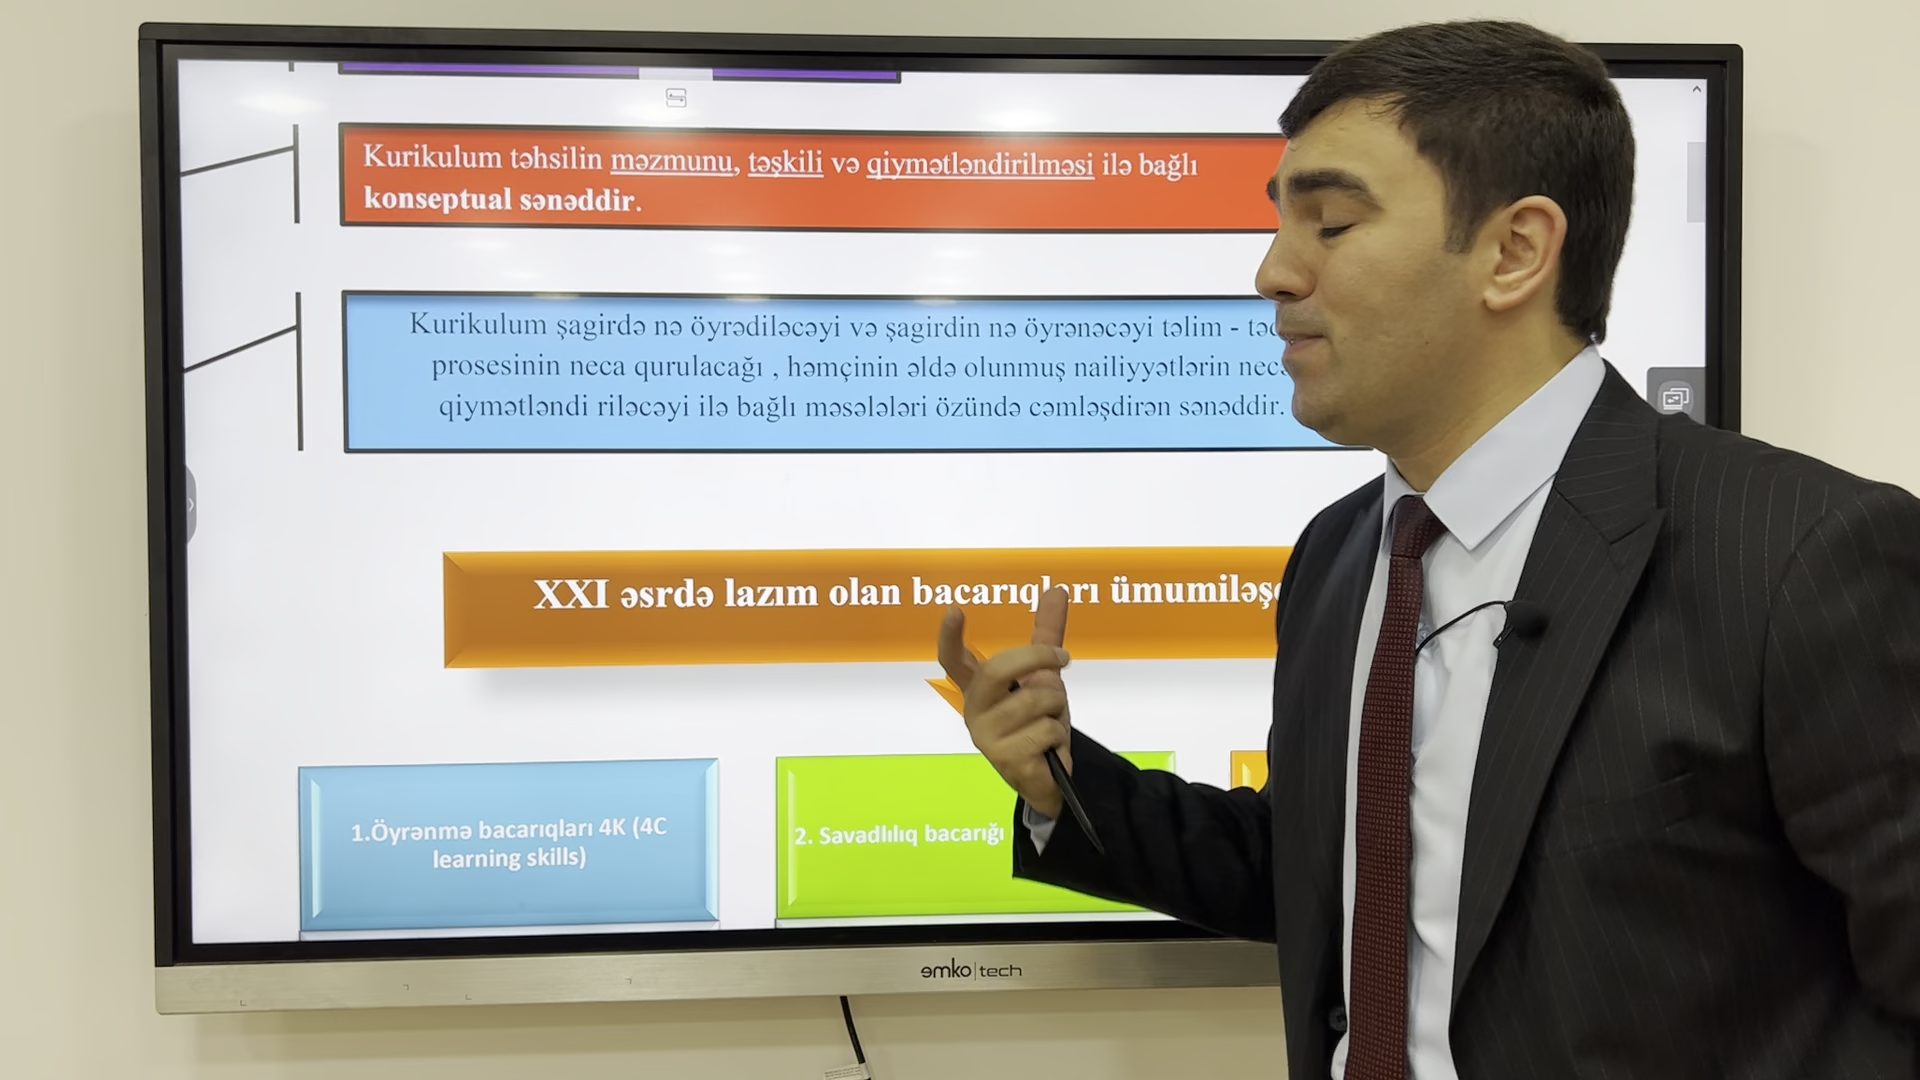 Kurikulum təhsilin məzmunu, təşkili və qiymətləndirilməsi ilə bağlı
konseptual sənəddir.
Kurikulum şagirdə nə öyrədiləcəyi və şagirdin nə öyrənəcəyi təlim -
prosesinin neca qurulacağı , həmçinin əldə olunmuş nailiyyətlərin
qiymətləndi riləcəyi ilə bağlı məsələləri özündə cəmləşdirən sənəddir.
XXI əsrdə lazım olan bacarıqları
1.Öyrənmə bacarıqları 4K (4C
learning skills)
2. Savadlılıq bacarığı
emko|tech